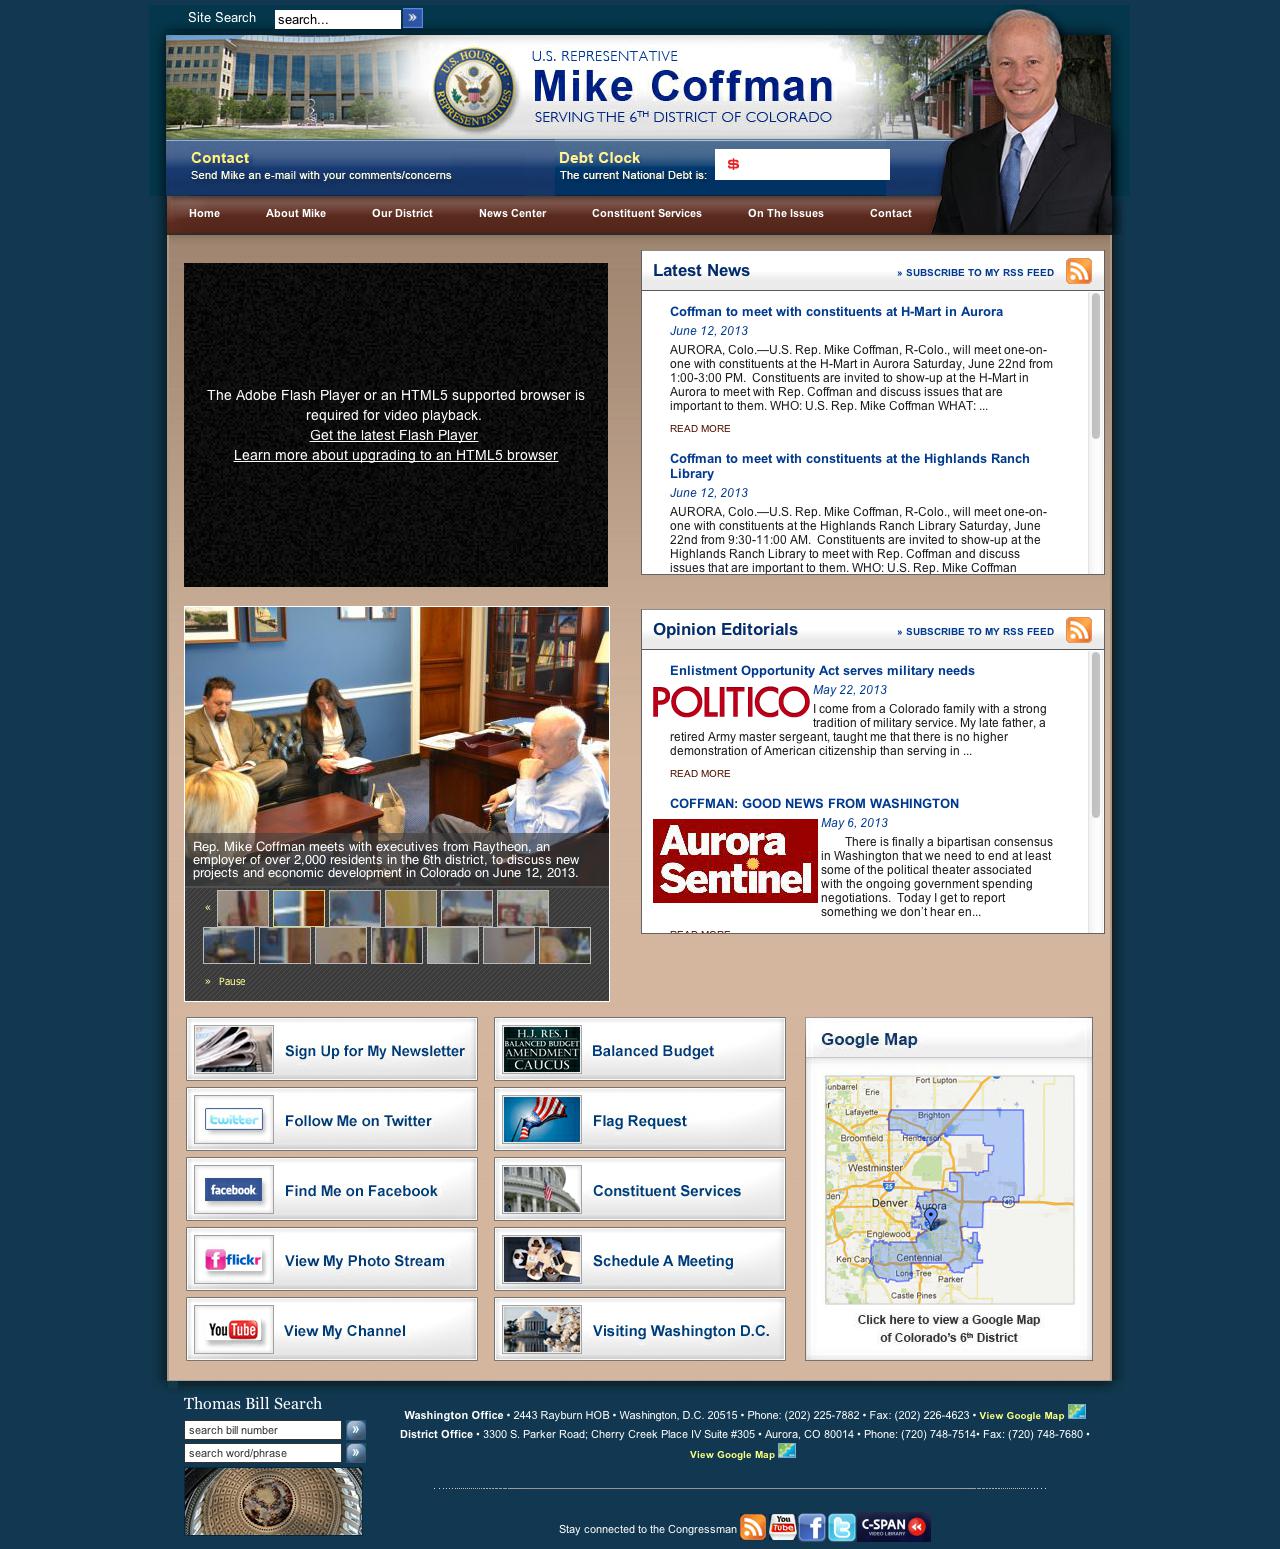 Site Search
search...
»
U.S. REPRESENTATIVE
Mike Coffman
SERVING THE 6TH DISTRICT OF COLORADO
U.S. HOUSE OF REPRESENTATIVES
Contact
Send Mike an e-mail with your comments/concerns
Debt Clock
The current National Debt is:
$
Home
About Mike
Our District
News Center
Constituent Services
On The Issues
Contact
The Adobe Flash Player or an HTML5 supported browser is
required for video playback.
Get the latest Flash Player
Learn more about upgrading to an HTML5 browser
Latest News
» SUBSCRIBE TO MY RSS FEED
Coffman to meet with constituents at H-Mart in Aurora
June 12, 2013
AURORA, Colo.—U.S. Rep. Mike Coffman, R-Colo., will meet one-on-
one with constituents at the H-Mart in Aurora Saturday, June 22nd from
1:00-3:00 PM.  Constituents are invited to show-up at the H-Mart in
Aurora to meet with Rep. Coffman and discuss issues that are
important to them. WHO: U.S. Rep. Mike Coffman WHAT: ...
READ MORE
Coffman to meet with constituents at the Highlands Ranch
Library
June 12, 2013
AURORA, Colo.—U.S. Rep. Mike Coffman, R-Colo., will meet one-on-
one with constituents at the Highlands Ranch Library Saturday, June
22nd from 9:30-11:00 AM.  Constituents are invited to show-up at the
Highlands Ranch Library to meet with Rep. Coffman and discuss
issues that are important to them. WHO: U.S. Rep. Mike Coffman
Rep. Mike Coffman meets with executives from Raytheon, an
employer of over 2,000 residents in the 6th district, to discuss new
projects and economic development in Colorado on June 12, 2013.
«
» Pause
Opinion Editorials
» SUBSCRIBE TO MY RSS FEED
Enlistment Opportunity Act serves military needs
POLITICO
May 22, 2013
I come from a Colorado family with a strong
tradition of military service. My late father, a
retired Army master sergeant, taught me that there is no higher
demonstration of American citizenship than serving in ...
READ MORE
COFFMAN: GOOD NEWS FROM WASHINGTON
Aurora
Sentinel
May 6, 2013
There is finally a bipartisan consensus
in Washington that we need to end at least
some of the political theater associated
with the ongoing government spending
negotiations.  Today I get to report
something we don't hear en...
READ MORE
Sign Up for My Newsletter
twitter
Follow Me on Twitter
facebook
Find Me on Facebook
flickr
View My Photo Stream
YouTube
View My Channel
H.J. RES. 1
BALANCED BUDGET
AMENDMENT
CAUCUS
Balanced Budget
Flag Request
Constituent Services
Schedule A Meeting
Visiting Washington D.C.
Google Map
Fort Lupton
unbarrel
Erie
Lafayette
Brighton
Broomfield
Henderson
Westminster
25
den
Denver
Aurora
40
Englewood
Ken Cary
Centennial
Lone Tree
Parker
Castle Pines
Click here to view a Google Map
of Colorado's 6th District
Thomas Bill Search
search bill number
»
search word/phrase
»
Washington Office • 2443 Rayburn HOB • Washington, D.C. 20515 • Phone: (202) 225-7882 • Fax: (202) 226-4623 • View Google Map
District Office • 3300 S. Parker Road; Cherry Creek Place IV Suite #305 • Aurora, CO 80014 • Phone: (720) 748-7514• Fax: (720) 748-7680 •
View Google Map
Stay connected to the Congressman
You
Tube
C-SPAN
VIDEO LIBRARY